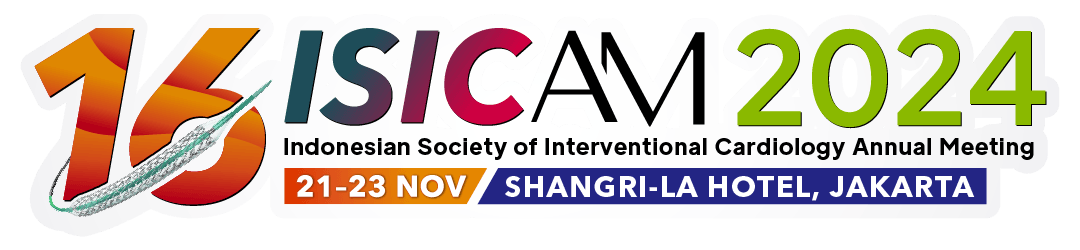 16 ISICAM 2024
Indonesian Society of Interventional Cardiology Annual Meeting
21-23 NOV SHANGRI-LA HOTEL, JAKARTA